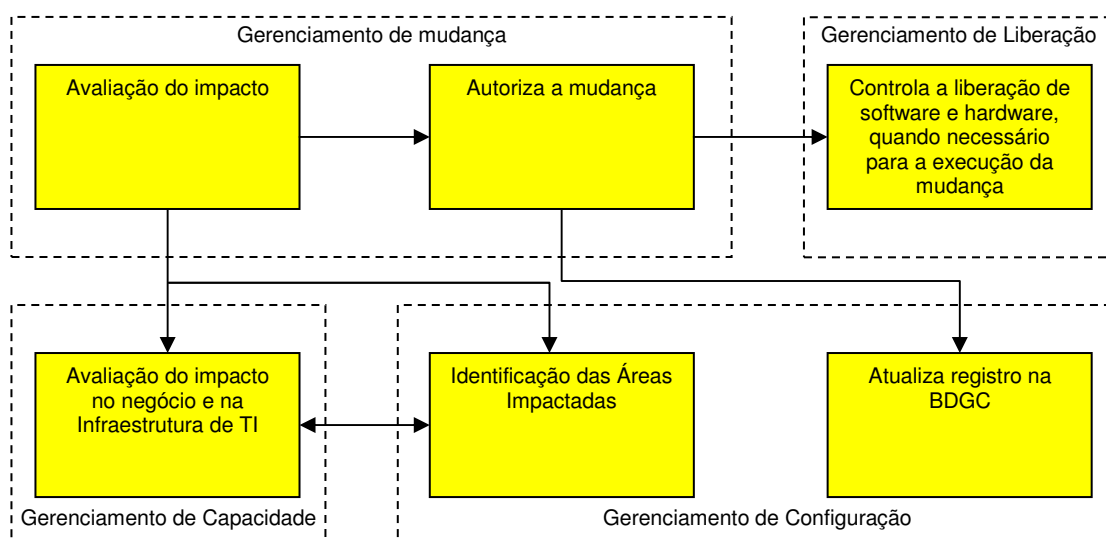 Gerenciamento de mudança
Gerenciamento de Liberação
Avaliação do impacto
Autoriza a mudança
Controla a liberação de
software e hardware,
quando necessário
para a execução da
mudança
Avaliação do impacto
no negócio e na
Infraestrutura de TI
Identificação das Áreas
Impactadas
Atualiza registro na
BDGC
Gerenciamento de Capacidade
Gerenciamento de Configuração